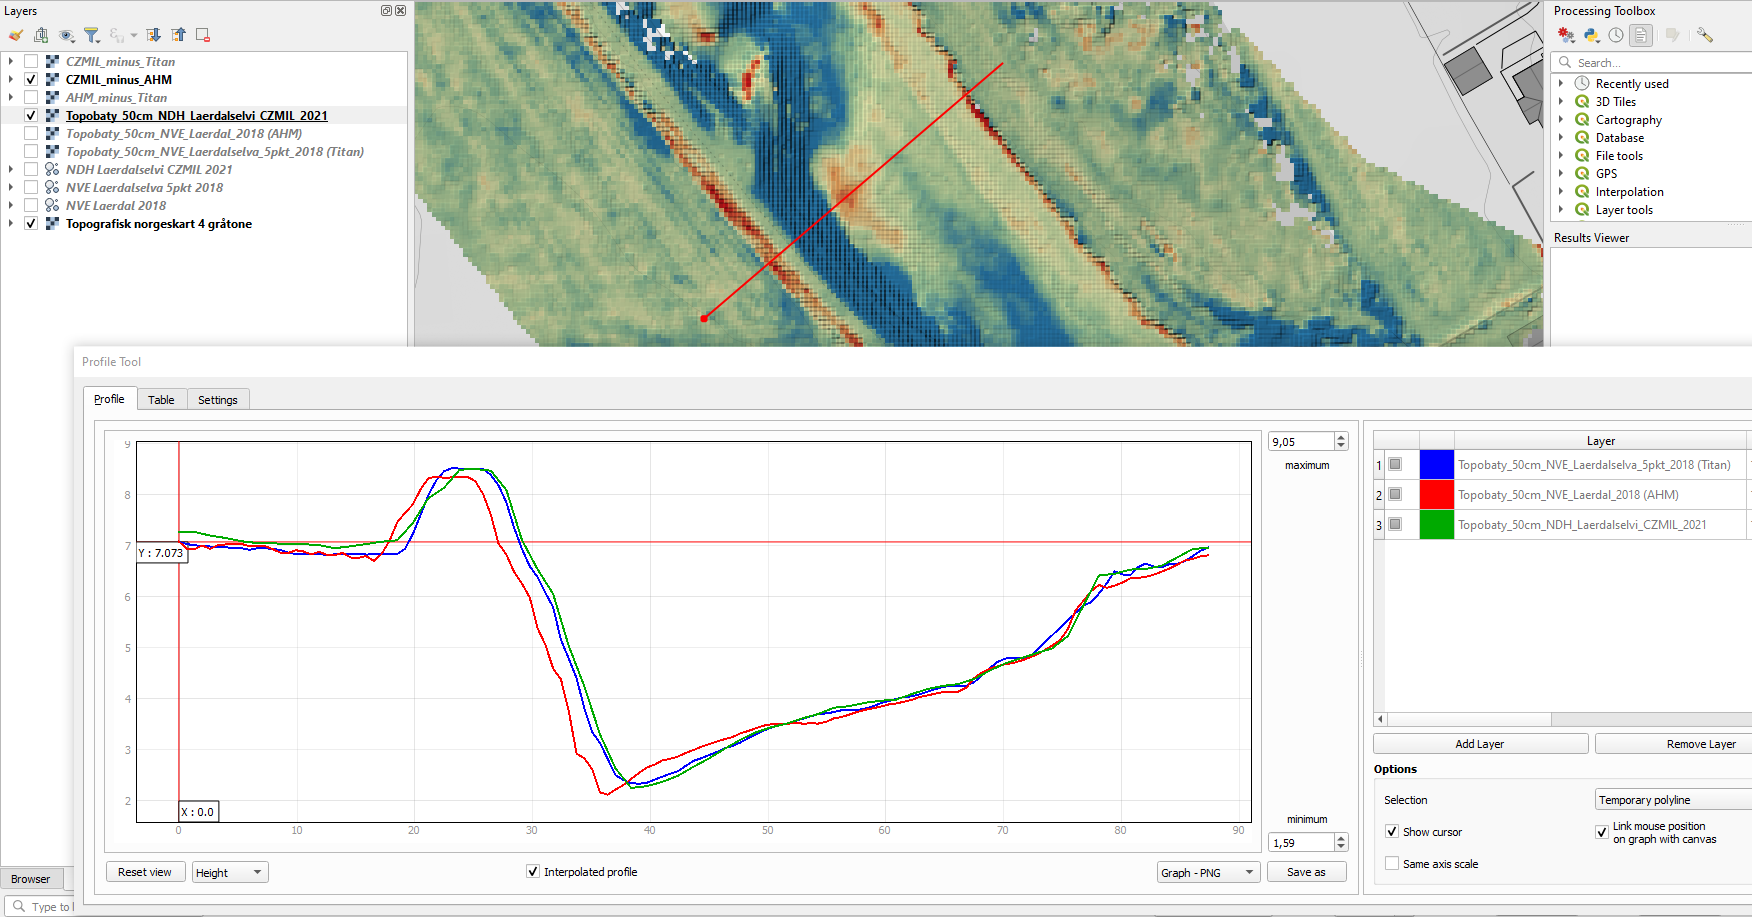 Layers
CZMIL_minus_Titan
CZMIL_minus_AHM
AHM_minus_Titan
Topobaty_50cm_NDH_Laerdalselvi_CZMIL_2021
Topobaty_50cm_NVE_Laerdal_2018 (AHM)
Topobaty_50cm_NVE_Laerdalselva_5pkt_2018 (Titan)
NDH Laerdalselvi CZMIL 2021
NVE Laerdalselva 5pkt 2018
NVE Laerdal 2018
Topografisk norgeskart 4 gråtone
Processing Toolbox
Search...
Recently used
3D Tiles
Cartography
Database
File tools
GPS
Interpolation
Layer tools
Results Viewer
Profile Tool
Profile Table Settings
9
8
7
6
5
4
3
2
Y : 7.073
X : 0.0
0 10 20 30 40 50 60 70 80 90
9,05
maximum
minimum
1,59
Layer
1 Topobaty_50cm_NVE_Laerdalselva_5pkt_2018 (Titan)
2 Topobaty_50cm_NVE_Laerdal_2018 (AHM)
3 Topobaty_50cm_NDH_Laerdalselvi_CZMIL_2021
Add Layer Remove Layer
Options
Selection Temporary polyline
Show cursor
Link mouse position
on graph with canvas
Same axis scale
Reset view Height Interpolated profile Graph - PNG Save as
Browser
Type to l